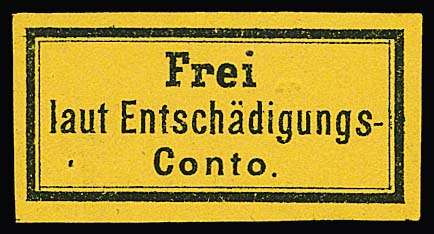 Frei
laut Entschädigungs-
Conto.